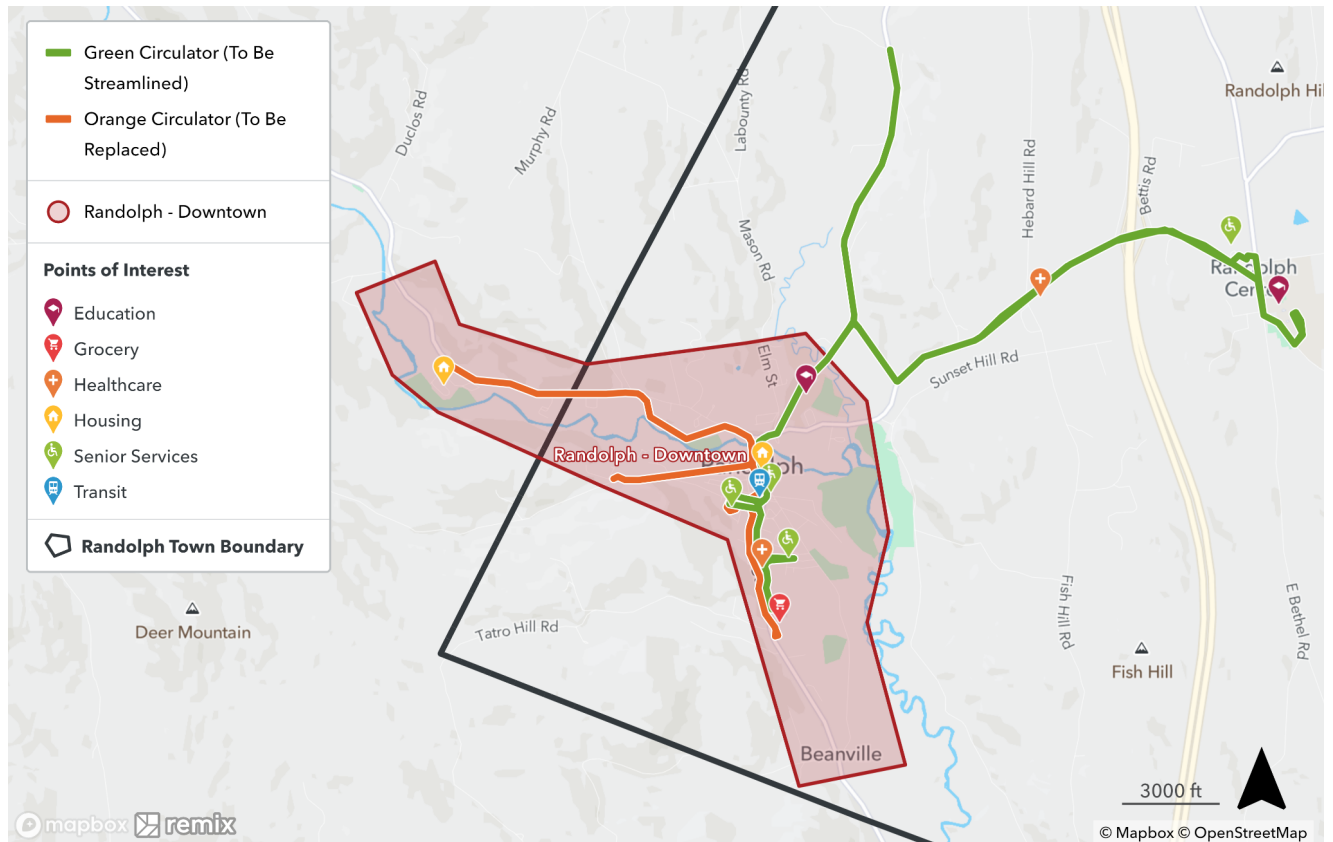 Green Circulator (To Be
Streamlined)
Orange Circulator (To Be
Replaced)
Randolph - Downtown
Points of Interest
Education
Grocery
Healthcare
Housing
Senior Services
Transit
Randolph Town Boundary
Duclos Rd
Murphy Rd
Labounty Rd
Mason Rd
Hebard Hill Rd
Bettis Rd
Randolph Hil
Randolph
Cent
Elm St
Sunset Hill Rd
Randolph - Downtown
Tatro Hill Rd
Deer Mountain
Fish Hill Rd
Fish Hill
E Bethel Rd
Beanville
3000 ft
mapbox remix
© Mapbox © OpenStreetMap